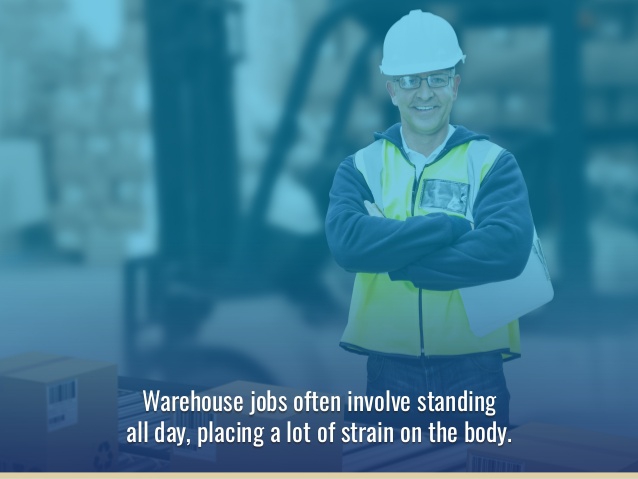 Warehouse jobs often involve standing
all day, placing a lot of strain on the body.